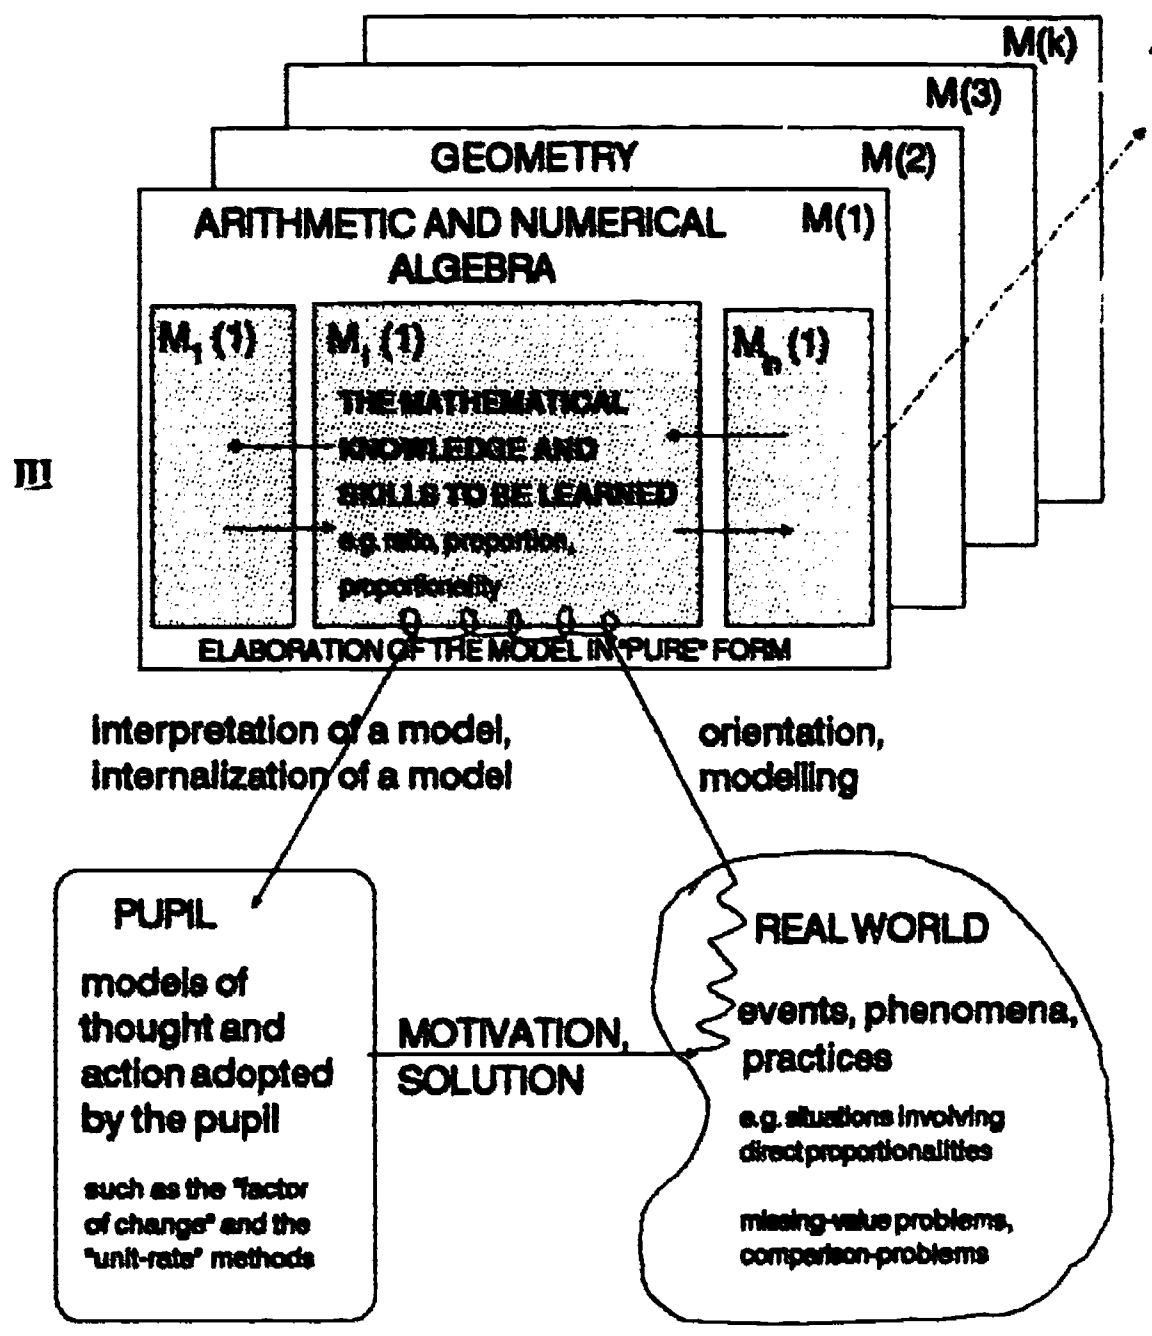 M(k)
M(3)
GEOMETRY M(2)
ARITHMETIC AND NUMERICAL M(1)
ALGEBRA
M₁(1) Mᵢ(1) Mₙ(1)
THE MATHEMATICAL
KNOWLEDGE AND
SKILLS TO BE LEARNED
e.g. ratio, proportion,
proportionality
III
ELABORATION OF THE MODEL IN "PURE" FORM
interpretation of a model,
internalization of a model
orientation,
modelling
PUPIL
models of
thought and
action adopted
by the pupil
such as the "factor
of change" and the
"unit-rate" methods
MOTIVATION,
SOLUTION
REAL WORLD
events, phenomena,
practices
e.g. situations involving
direct proportionalities
missing-value problems,
comparison-problems